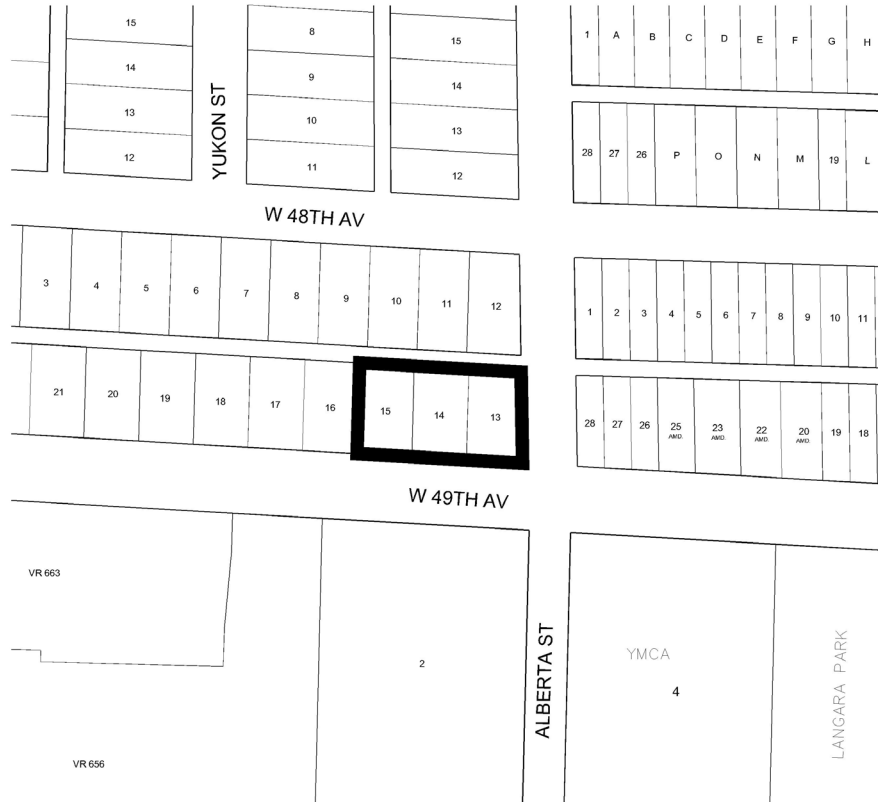 15
14
13
12
YUKON ST
8
9
10
11
15
14
13
12
1 A B C D E F G H
28 27 26 P O N M 19 L
W 48TH AV
3 4 5 6 7 8 9 10 11 12
1 2 3 4 5 6 7 8 9 10 11
21 20 19 18 17 16 15 14 13
28 27 26 25 23 22 20 19 18
AMD. AMD. AMD. AMD.
W 49TH AV
VR 663
2
ALBERTA ST
YMCA
4
LANGARA PARK
VR 656